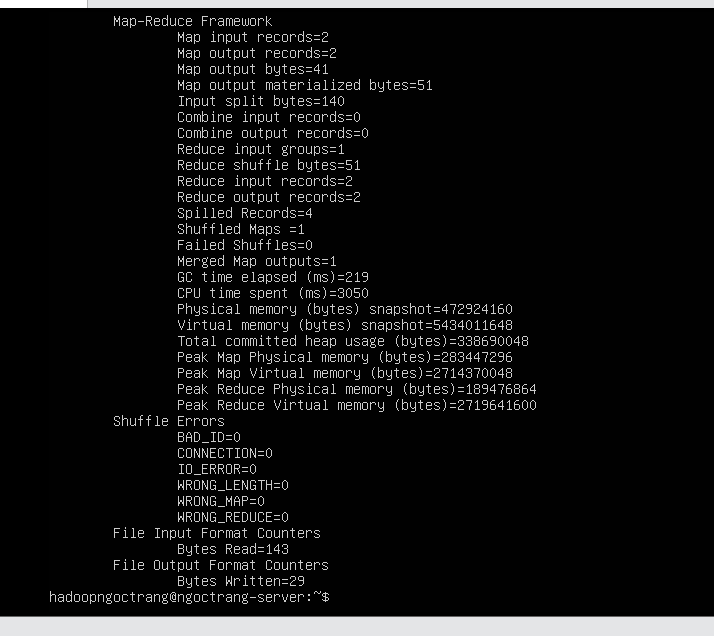 Map-Reduce Framework
Map input records=2
Map output records=2
Map output bytes=41
Map output materialized bytes=51
Input split bytes=140
Combine input records=0
Combine output records=0
Reduce input groups=1
Reduce shuffle bytes=51
Reduce input records=2
Reduce output records=2
Spilled Records=4
Shuffled Maps =1
Failed Shuffles=0
Merged Map outputs=1
GC time elapsed (ms)=219
CPU time spent (ms)=3050
Physical memory (bytes) snapshot=472924160
Virtual memory (bytes) snapshot=5434011648
Total committed heap usage (bytes)=338690048
Peak Map Physical memory (bytes)=283447296
Peak Map Virtual memory (bytes)=2714370048
Peak Reduce Physical memory (bytes)=189476864
Peak Reduce Virtual memory (bytes)=2719641600
Shuffle Errors
BAD_ID=0
CONNECTION=0
IO_ERROR=0
WRONG_LENGTH=0
WRONG_MAP=0
WRONG_REDUCE=0
File Input Format Counters
Bytes Read=143
File Output Format Counters
Bytes Written=29
hadoopngoctrang@ngoctrang-server:~$